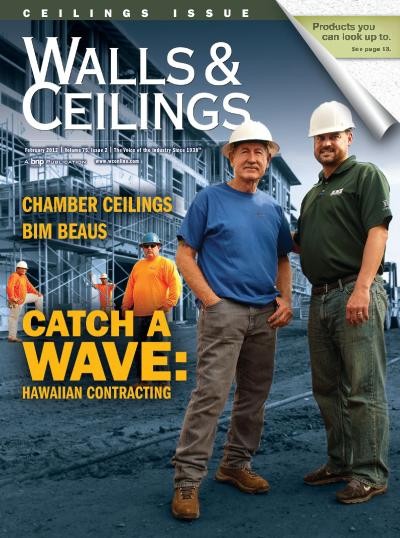 CEILINGS ISSUE
Products you
can look up to.
See page 13.
WALLS &
CEILINGS
February 2012 | Volume 75, Issue 2 | The Voice of the Industry Since 1938
A bnp PUBLICATION | www.wconline.com
CHAMBER CEILINGS
BIM BEAUS
CATCH A
WAVE:
HAWAIIAN CONTRACTING